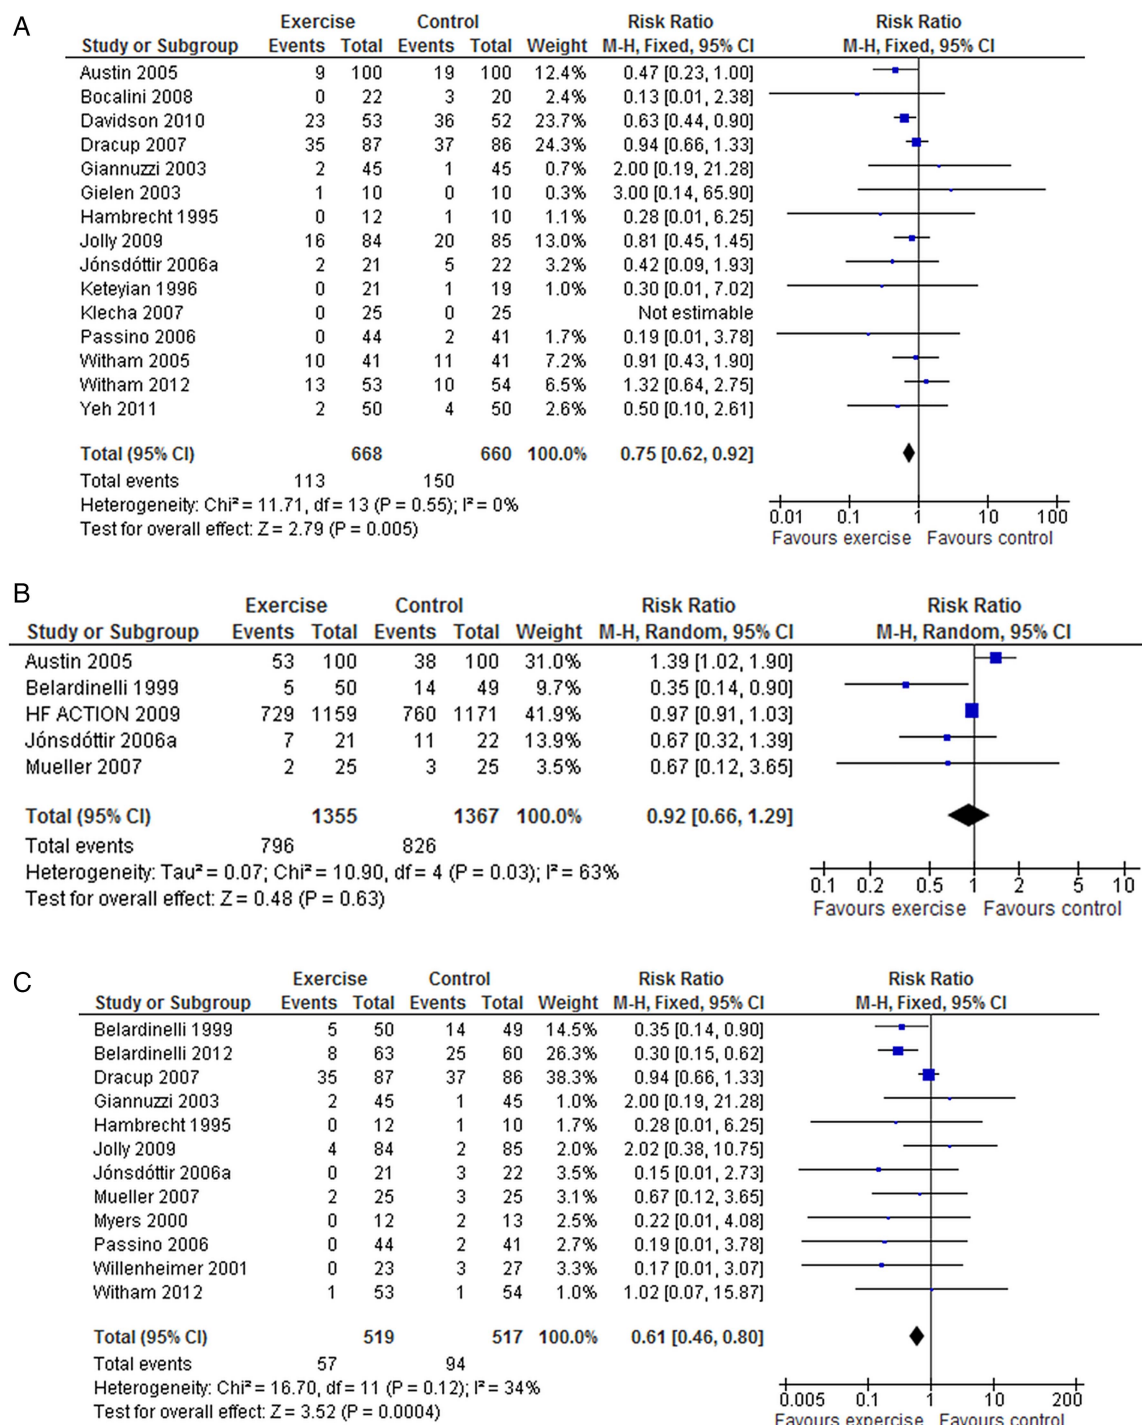 A
Exercise Control Risk Ratio Risk Ratio
Study or Subgroup Events Total Events Total Weight M-H, Fixed, 95% CI M-H, Fixed, 95% CI
Austin 2005 9 100 19 100 12.4% 0.47 [0.23, 1.00]
Bocalini 2008 0 22 3 20 2.4% 0.13 [0.01, 2.38]
Davidson 2010 23 53 36 52 23.7% 0.63 [0.44, 0.90]
Dracup 2007 35 87 37 86 24.3% 0.94 [0.66, 1.33]
Giannuzzi 2003 2 45 1 45 0.7% 2.00 [0.19, 21.28]
Gielen 2003 1 10 0 10 0.3% 3.00 [0.14, 65.90]
Hambrecht 1995 0 12 1 10 1.1% 0.28 [0.01, 6.25]
Jolly 2009 16 84 20 85 13.0% 0.81 [0.45, 1.45]
Jónsdóttir 2006a 2 21 5 22 3.2% 0.42 [0.09, 1.93]
Keteyian 1996 0 21 1 19 1.0% 0.30 [0.01, 7.02]
Klecha 2007 0 25 0 25 Not estimable
Passino 2006 0 44 2 41 1.7% 0.19 [0.01, 3.78]
Witham 2005 10 41 11 41 7.2% 0.91 [0.43, 1.90]
Witham 2012 13 53 10 54 6.5% 1.32 [0.64, 2.75]
Yeh 2011 2 50 4 50 2.6% 0.50 [0.10, 2.61]
Total (95% CI) 668 660 100.0% 0.75 [0.62, 0.92]
Total events 113 150
Heterogeneity: Chi² = 11.71, df = 13 (P = 0.55); I² = 0%
Test for overall effect: Z = 2.79 (P = 0.005)
0.01 0.1 1 10 100
Favours exercise Favours control
B
Exercise Control Risk Ratio Risk Ratio
Study or Subgroup Events Total Events Total Weight M-H, Random, 95% CI M-H, Random, 95% CI
Austin 2005 53 100 38 100 31.0% 1.39 [1.02, 1.90]
Belardinelli 1999 5 50 14 49 9.7% 0.35 [0.14, 0.90]
HF ACTION 2009 729 1159 760 1171 41.9% 0.97 [0.91, 1.03]
Jónsdóttir 2006a 7 21 11 22 13.9% 0.67 [0.32, 1.39]
Mueller 2007 2 25 3 25 3.5% 0.67 [0.12, 3.65]
Total (95% CI) 1355 1367 100.0% 0.92 [0.66, 1.29]
Total events 796 826
Heterogeneity: Tau² = 0.07; Chi² = 10.90, df = 4 (P = 0.03); I² = 63%
Test for overall effect: Z = 0.48 (P = 0.63)
0.1 0.2 0.5 1 2 5 10
Favours exercise Favours control
C
Exercise Control Risk Ratio Risk Ratio
Study or Subgroup Events Total Events Total Weight M-H, Fixed, 95% CI M-H, Fixed, 95% CI
Belardinelli 1999 5 50 14 49 14.5% 0.35 [0.14, 0.90]
Belardinelli 2012 8 63 25 60 26.3% 0.30 [0.15, 0.62]
Dracup 2007 35 87 37 86 38.3% 0.94 [0.66, 1.33]
Giannuzzi 2003 2 45 1 45 1.0% 2.00 [0.19, 21.28]
Hambrecht 1995 0 12 1 10 1.7% 0.28 [0.01, 6.25]
Jolly 2009 4 84 2 85 2.0% 2.02 [0.38, 10.75]
Jónsdóttir 2006a 0 21 3 22 3.5% 0.15 [0.01, 2.73]
Mueller 2007 2 25 3 25 3.1% 0.67 [0.12, 3.65]
Myers 2000 0 12 2 13 2.5% 0.22 [0.01, 4.08]
Passino 2006 0 44 2 41 2.7% 0.19 [0.01, 3.78]
Willenheimer 2001 0 23 3 27 3.3% 0.17 [0.01, 3.07]
Witham 2012 1 53 1 54 1.0% 1.02 [0.07, 15.87]
Total (95% CI) 519 517 100.0% 0.61 [0.46, 0.80]
Total events 57 94
Heterogeneity: Chi² = 16.70, df = 11 (P = 0.12); I² = 34%
Test for overall effect: Z = 3.52 (P = 0.0004)
0.005 0.1 1 10 200
Favours expercise Favours control